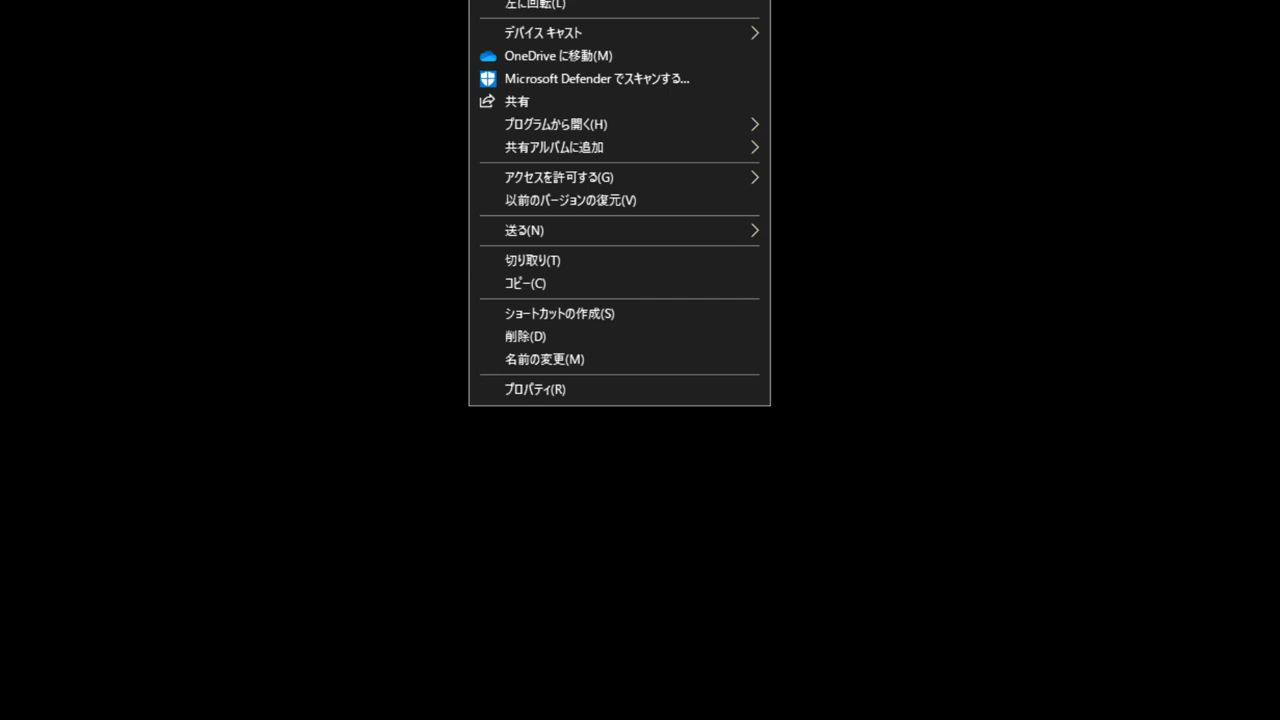 左に回転(L)
デバイス キャスト
OneDrive に移動(M)
Microsoft Defender でスキャンする...
共有
プログラムから開く(H)
共有アルバムに追加
アクセスを許可する(G)
以前のバージョンの復元(V)
送る(N)
切り取り(T)
コピー(C)
ショートカットの作成(S)
削除(D)
名前の変更(M)
プロパティ(R)